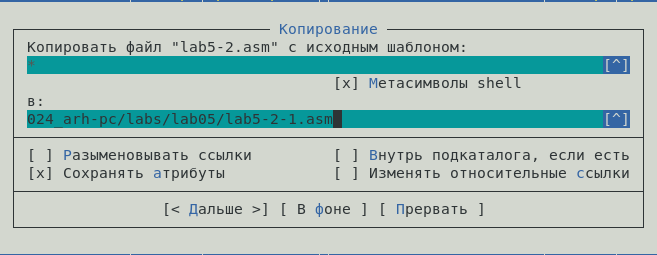 Копирование
Копировать файл "lab5-2.asm" с исходным шаблоном:
* [^]
[x] Метасимволы shell
в:
024_arh-pc/labs/lab05/lab5-2-1.asm [^]
[ ] Разыменовывать ссылки [ ] Внутрь подкаталога, если есть
[x] Сохранять атрибуты [ ] Изменять относительные ссылки
[< Дальше >] [ В фоне ] [ Прервать ]